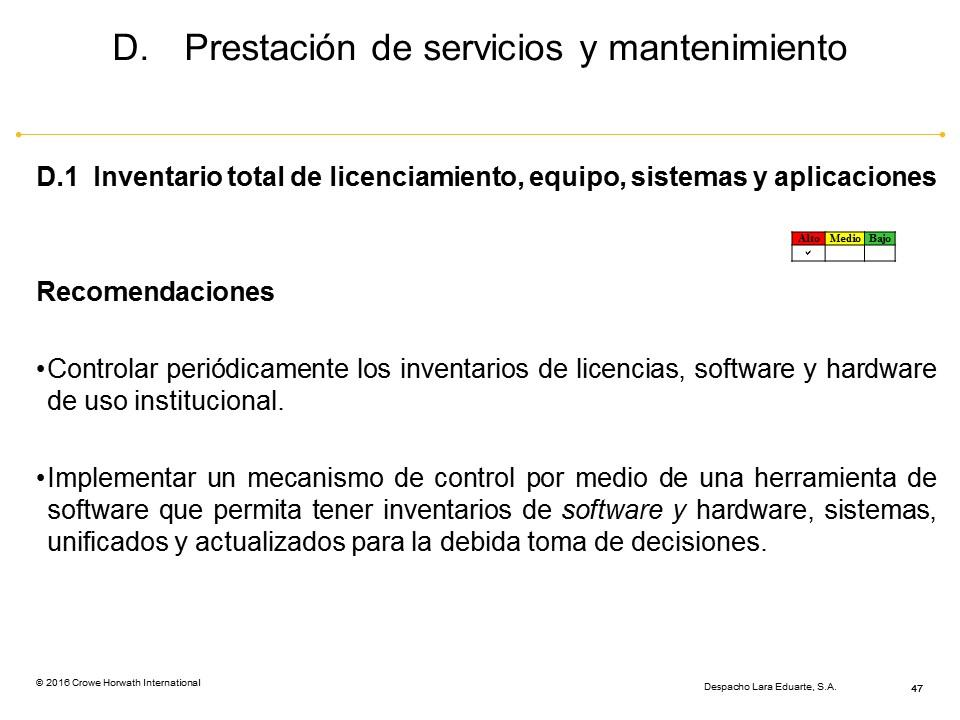 D. Prestación de servicios y mantenimiento
D.1 Inventario total de licenciamiento, equipo, sistemas y aplicaciones
Alto Medio Bajo
✓
Recomendaciones
•Controlar periódicamente los inventarios de licencias, software y hardware
de uso institucional.
•Implementar un mecanismo de control por medio de una herramienta de
software que permita tener inventarios de software y hardware, sistemas,
unificados y actualizados para la debida toma de decisiones.
© 2016 Crowe Horwath International
Despacho Lara Eduarte, S.A.
47